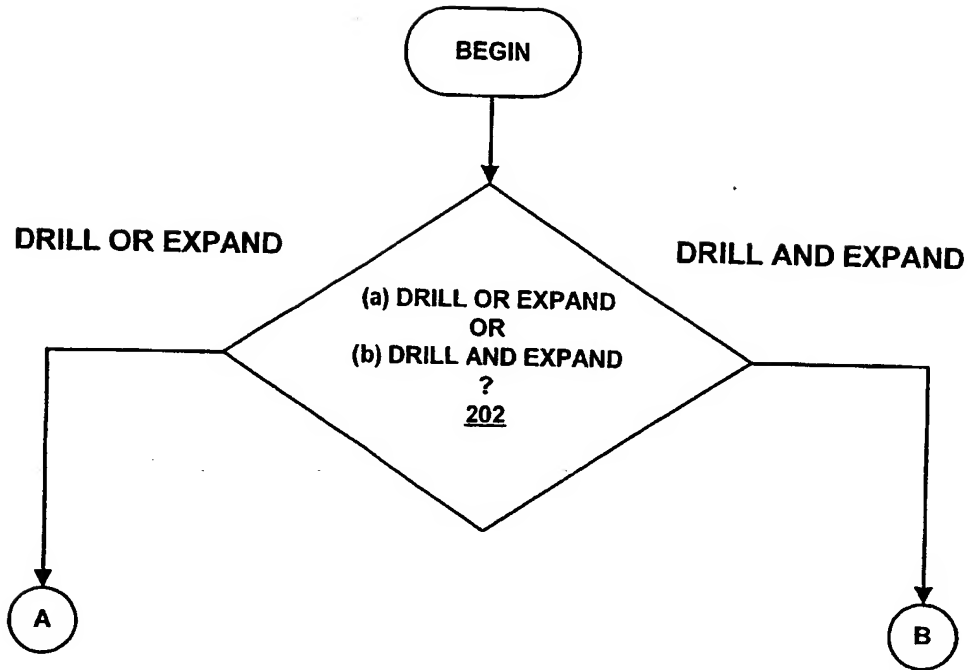 BEGIN
DRILL OR EXPAND
DRILL AND EXPAND
(a) DRILL OR EXPAND
OR
(b) DRILL AND EXPAND
?
202
A
B